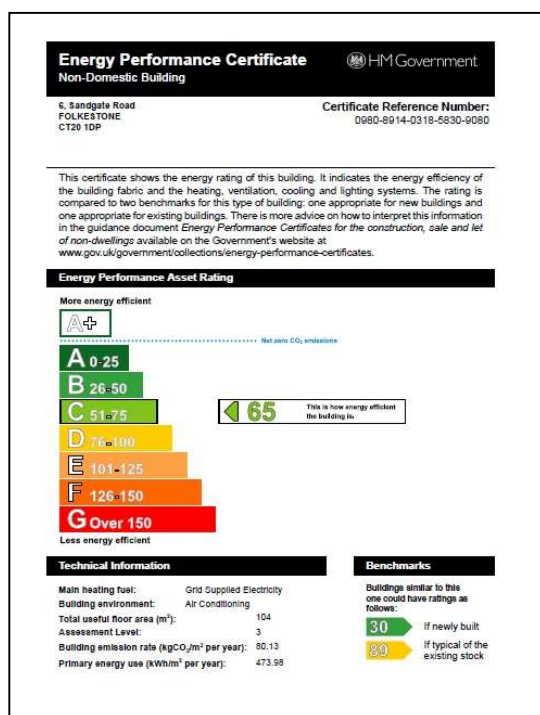 Energy Performance Certificate
HM Government
Non-Domestic Building
6, Sandgate Road
FOLKESTONE
CT20 1DP
Certificate Reference Number:
0980-8914-0318-5830-9080
This certificate shows the energy rating of this building. It indicates the energy efficiency of
the building fabric and the heating, ventilation, cooling and lighting systems. The rating is
compared to two benchmarks for this type of building: one appropriate for new buildings and
one appropriate for existing buildings. There is more advice on how to interpret this information
in the guidance document Energy Performance Certificates for the construction, sale and let
of non-dwellings available on the Government's website at
www.gov.uk/government/collections/energy-performance-certificates.
Energy Performance Asset Rating
More energy efficient
A+
Net zero CO₂ emissions
A 0-25
B 26-50
C 51-75
65
This is how energy efficient
the building is.
D 76-100
E 101-125
F 126-150
G Over 150
Less energy efficient
Technical Information
Main heating fuel: Grid Supplied Electricity
Building environment: Air Conditioning
Total useful floor area (m²): 104
Assessment Level: 3
Building emission rate (kgCO₂/m² per year): 80.13
Primary energy use (kWh/m² per year): 473.98
Benchmarks
Buildings similar to this
one could have ratings as
follows:
30 If newly built
89 If typical of the
existing stock